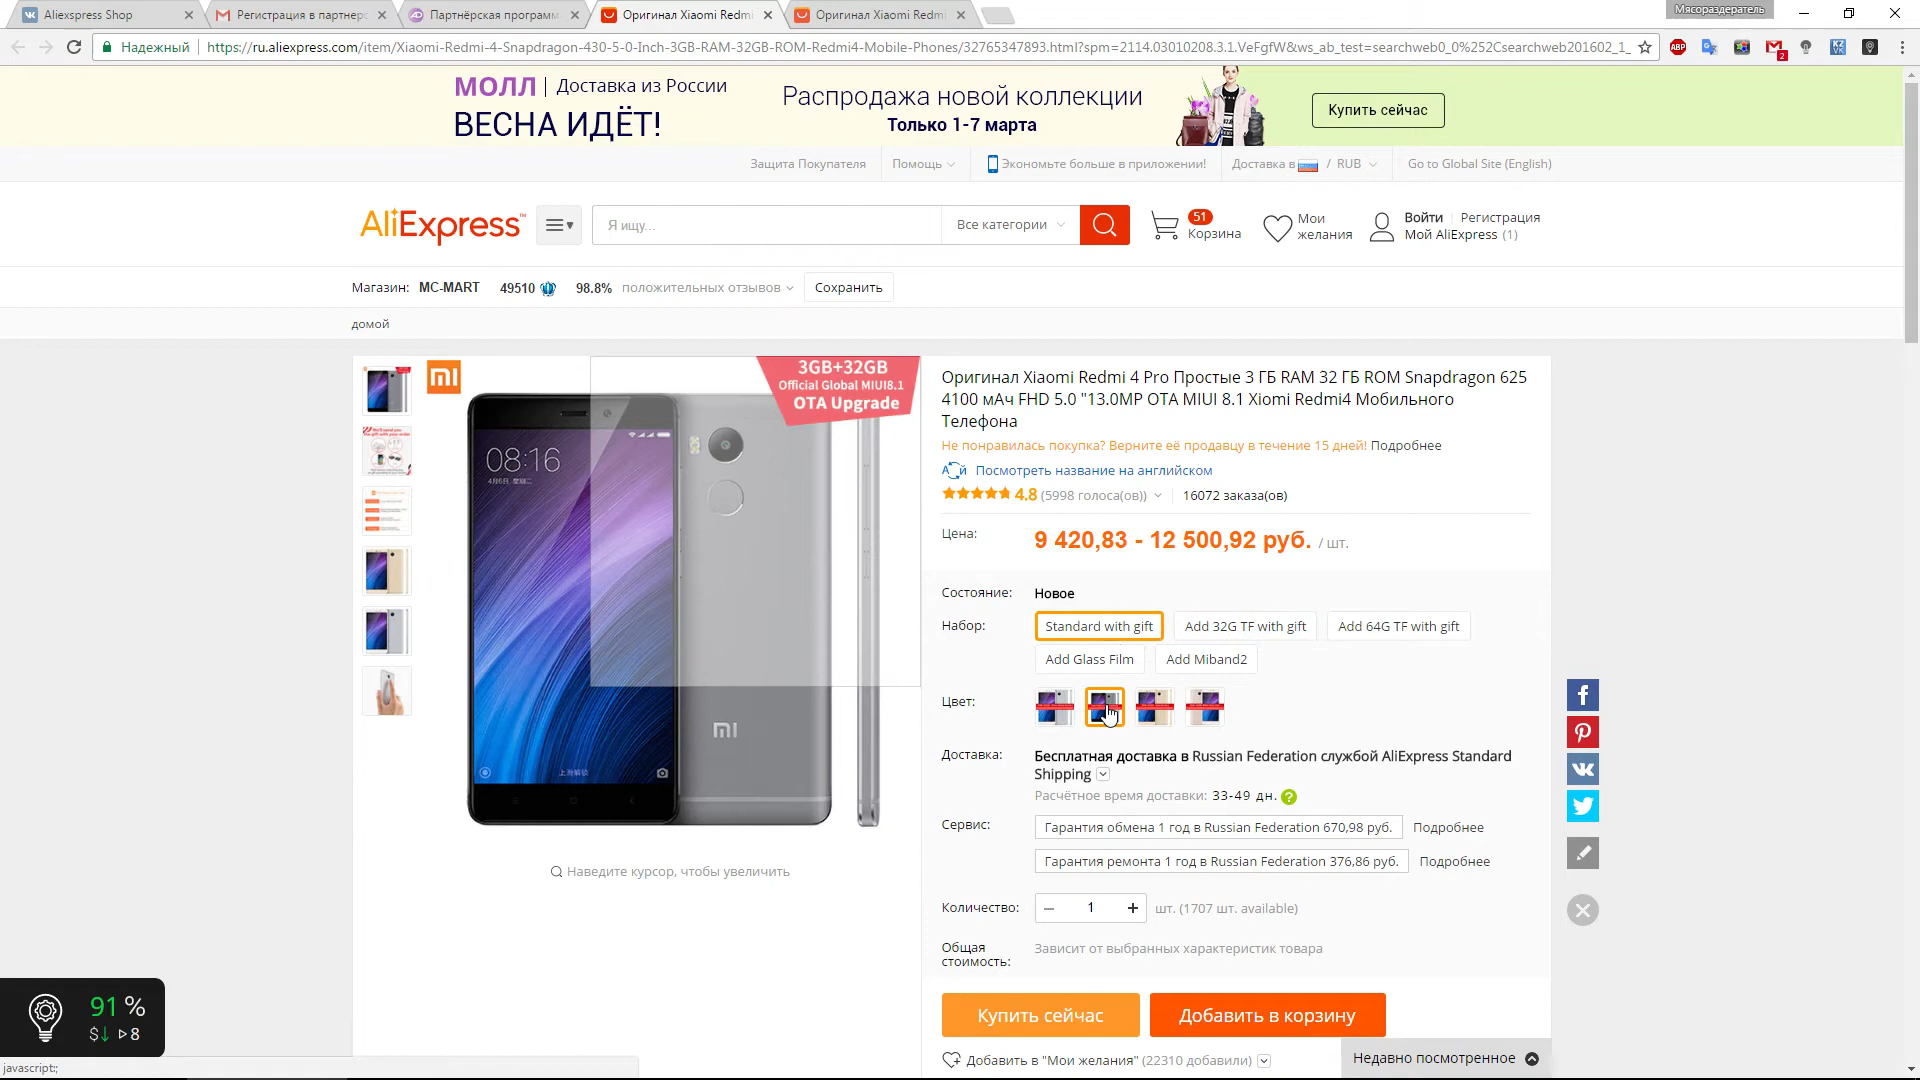 Aliexspress Shop
Регистрация в партнерс
Партнёрская программ
Оригинал Xiaomi Redmi
Оригинал Xiaomi Redmi
Мясораздератель
Надежный
https://ru.aliexpress.com/item/Xiaomi-Redmi-4-Snapdragon-430-5-0-Inch-3GB-RAM-32GB-ROM-Redmi4-Mobile-Phones/32765347893.html?spm=2114.03010208.3.1.VeFgfW&ws_ab_test=searchweb0_0%252Csearchweb201602_1_
ABP
2
МОЛЛ | Доставка из России
ВЕСНА ИДЁТ!
Распродажа новой коллекции
Только 1-7 марта
Купить сейчас
Защита Покупателя
Помощь
Экономьте больше в приложении!
Доставка в / RUB
Go to Global Site (English)
AliExpress™
Я ищу...
Все категории
51
Корзина
Мои желания
Войти | Регистрация
Мой AliExpress (1)
Магазин: MC-MART 49510 98.8% положительных отзывов
Сохранить
домой
3GB+32GB
Official Global MIUI8.1
OTA Upgrade
08:16
Наведите курсор, чтобы увеличить
Оригинал Xiaomi Redmi 4 Pro Простые 3 ГБ RAM 32 ГБ ROM Snapdragon 625
4100 мАч FHD 5.0 "13.0MP OTA MIUI 8.1 Xiomi Redmi4 Мобильного
Телефона
Не понравилась покупка? Верните её продавцу в течение 15 дней! Подробнее
Посмотреть название на английском
4.8 (5998 голоса(ов)) 16072 заказа(ов)
Цена: 9 420,83 - 12 500,92 руб. / шт.
Состояние: Новое
Набор: Standard with gift Add 32G TF with gift Add 64G TF with gift
Add Glass Film Add Miband2
Цвет:
Доставка: Бесплатная доставка в Russian Federation службой AliExpress Standard
Shipping
Расчётное время доставки: 33-49 дн. ?
Сервис: Гарантия обмена 1 год в Russian Federation 670,98 руб. Подробнее
Гарантия ремонта 1 год в Russian Federation 376,86 руб. Подробнее
Количество: – 1 + шт. (1707 шт. available)
Общая стоимость: Зависит от выбранных характеристик товара
Купить сейчас
Добавить в корзину
Добавить в "Мои желания" (22310 добавили)
Недавно посмотренное
91 %
$↓ 8
javascript:;